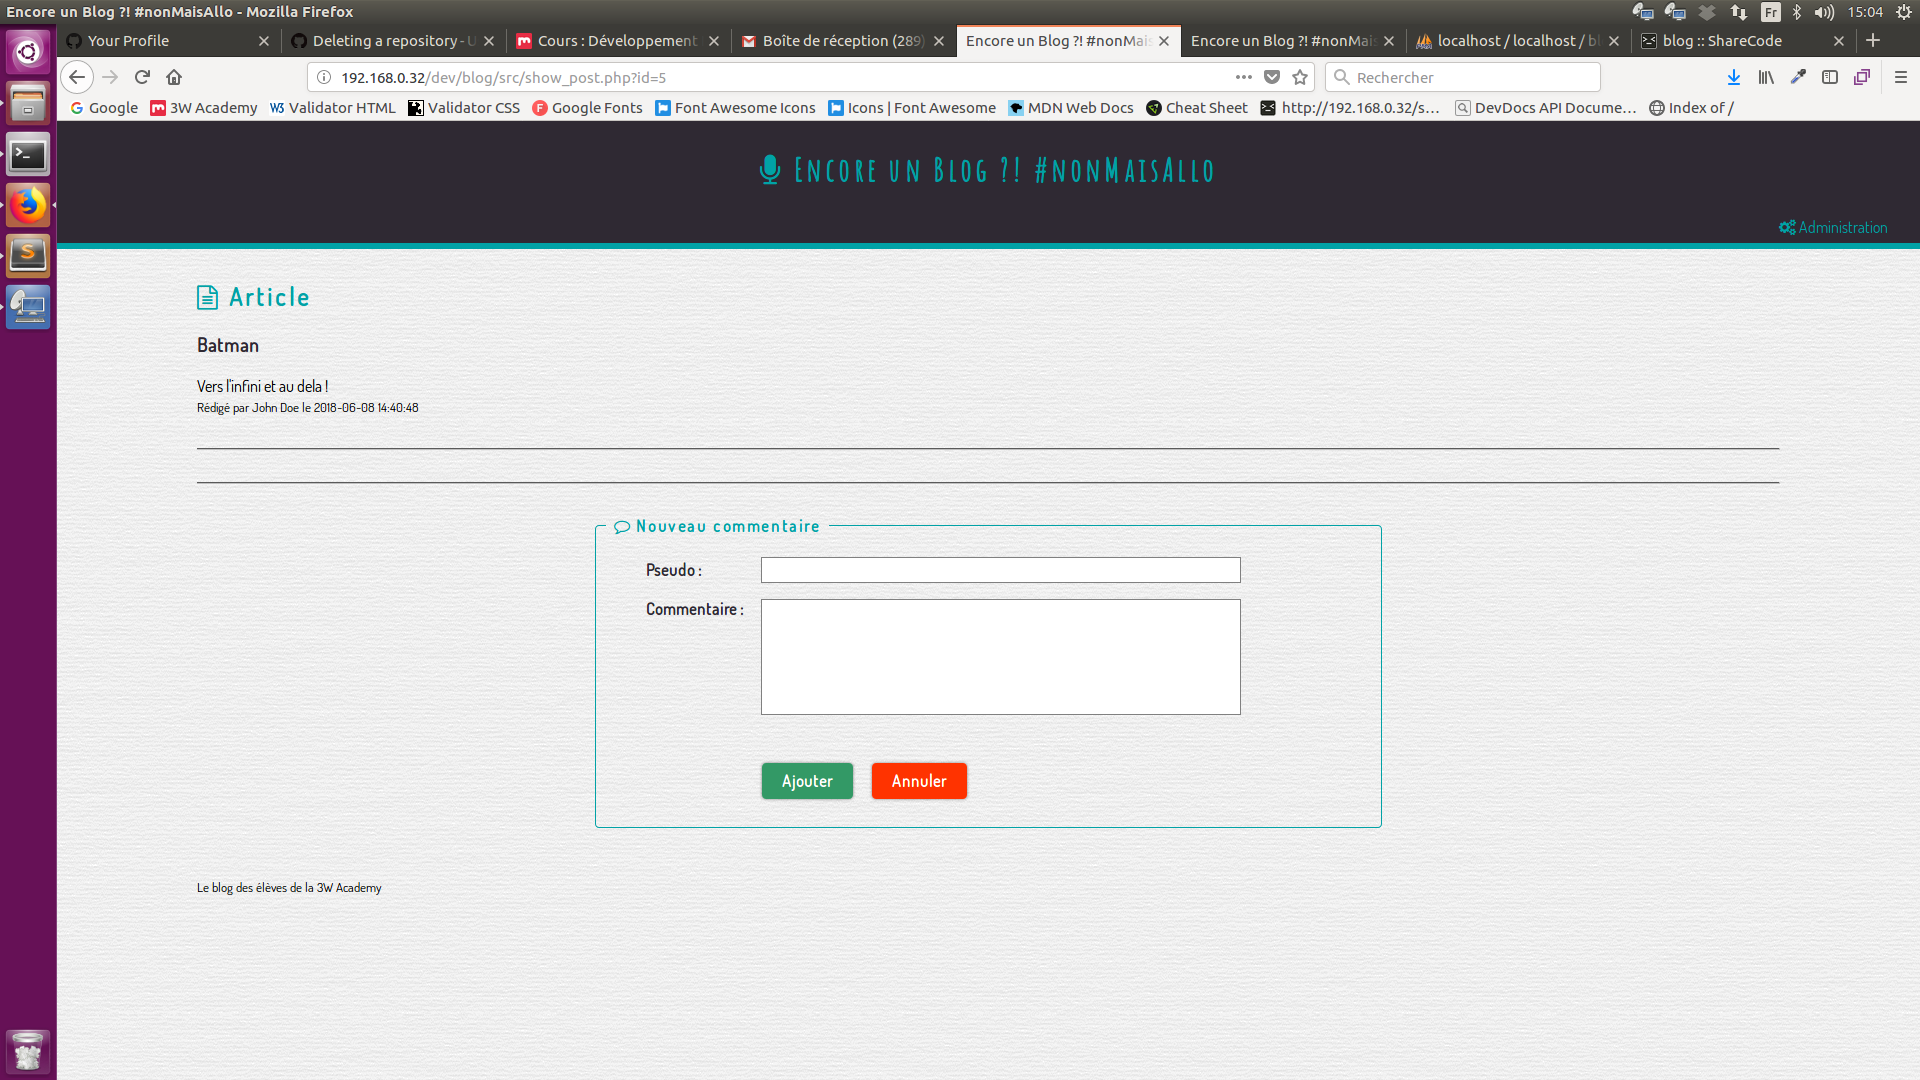 Encore un Blog ?! #nonMaisAllo - Mozilla Firefox
Fr
15:04
Your Profile
Deleting a repository - U
Cours : Développement
Boîte de réception (289)
Encore un Blog ?! #nonMais
Encore un Blog ?! #nonMais
localhost / localhost / bl
blog :: ShareCode
192.168.0.32/dev/blog/src/show_post.php?id=5
Rechercher
Google
3W Academy
Validator HTML
Validator CSS
Google Fonts
Font Awesome Icons
Icons | Font Awesome
MDN Web Docs
Cheat Sheet
http://192.168.0.32/s...
DevDocs API Docume...
Index of /
Encore un Blog ?! #nonMaisAllo
Administration
Article
Batman
Vers l'infini et au dela !
Rédigé par John Doe le 2018-06-08 14:40:48
Nouveau commentaire
Pseudo :
Commentaire :
Ajouter
Annuler
Le blog des élèves de la 3W Academy